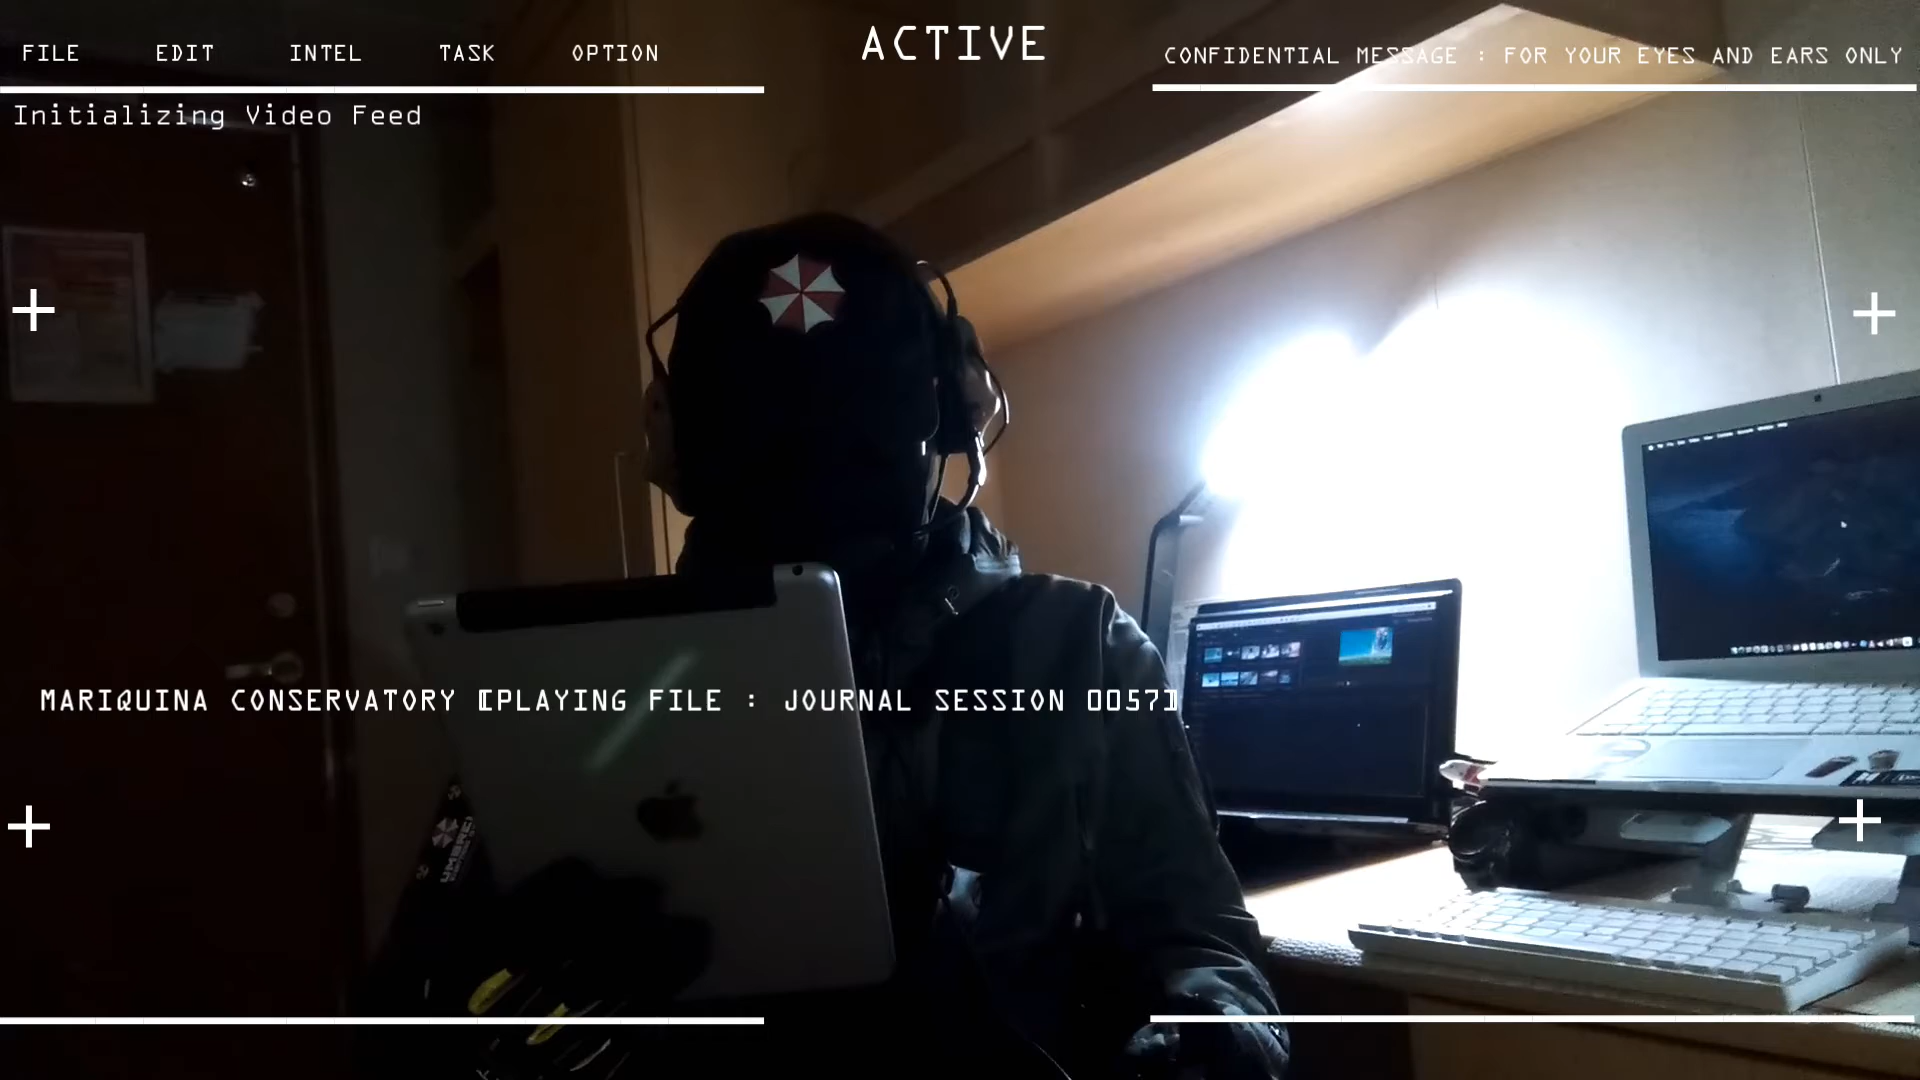 FILE EDIT INTEL TASK OPTION
ACTIVE
CONFIDENTIAL MESSAGE : FOR YOUR EYES AND EARS ONLY
Initializing Video Feed
MARIQUINA CONSERVATORY [PLAYING FILE : JOURNAL SESSION 0057]